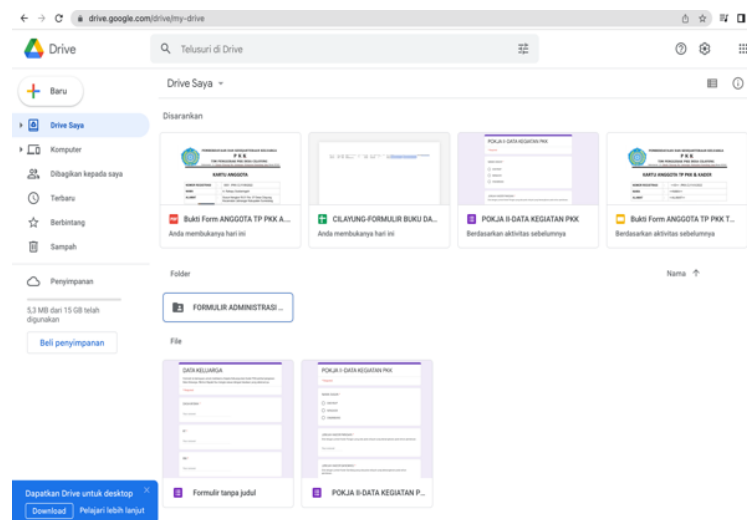 drive.google.com/drive/my-drive
Drive
Telusuri di Drive
Baru
Drive Saya
Komputer
Dibagikan kepada saya
Terbaru
Berbintang
Sampah
Penyimpanan
5,3 MB dari 15 GB telah
digunakan
Beli penyimpanan
Drive Saya
Disarankan
P K K
KARTU ANGGOTA
Bukti Form ANGGOTA TP PKK A...
Anda membukanya hari ini
CILAYUNG-FORMULIR BUKU DA...
Anda membukanya hari ini
POKJA II-DATA KEGIATAN PKK
POKJA II-DATA KEGIATAN PKK
Berdasarkan aktivitas sebelumnya
P K K
KARTU ANGGOTA TP PKK & KADER
Bukti Form ANGGOTA TP PKK T...
Berdasarkan aktivitas sebelumnya
Folder
Nama
FORMULIR ADMINISTRASI ...
File
DATA KELUARGA
Formulir tanpa judul
POKJA II-DATA KEGIATAN PKK
POKJA II-DATA KEGIATAN P...
Dapatkan Drive untuk desktop
Download
Pelajari lebih lanjut